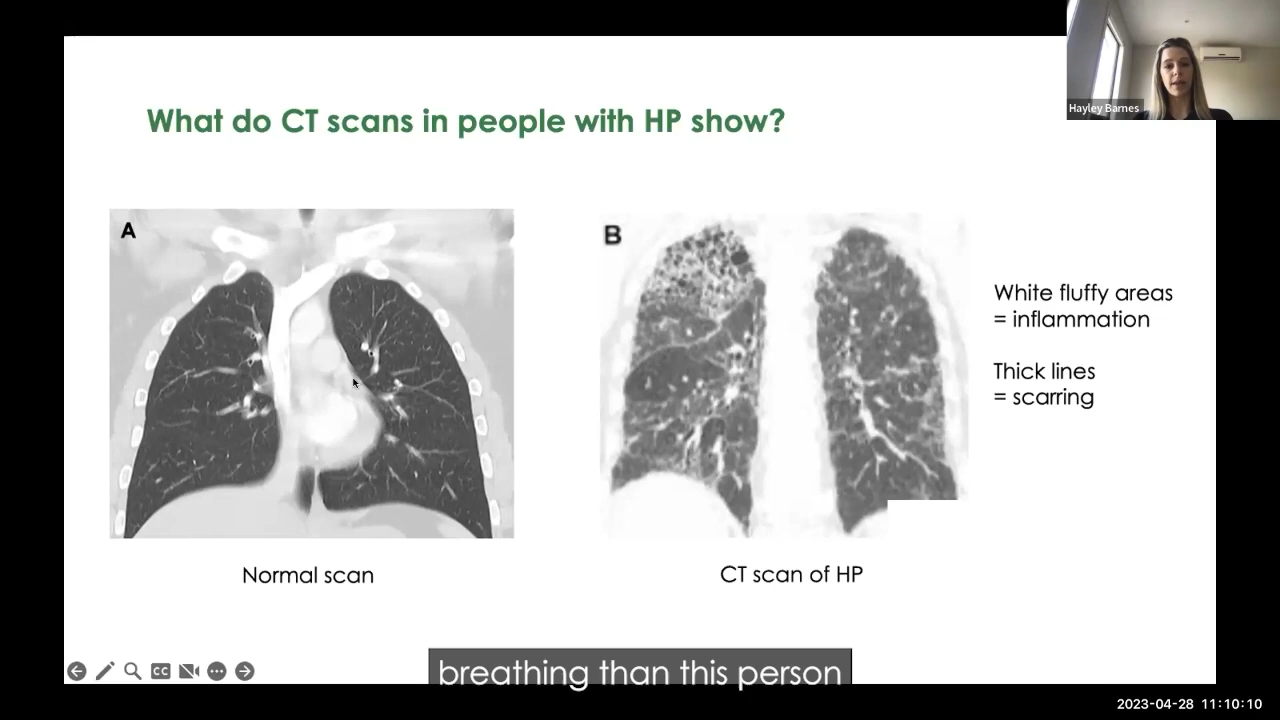 Hayley Barnes
What do CT scans in people with HP show?
A
B
White fluffy areas
= inflammation
Thick lines
= scarring
Normal scan
CT scan of HP
CC
breathing than this person
2023-04-28 11:10:10